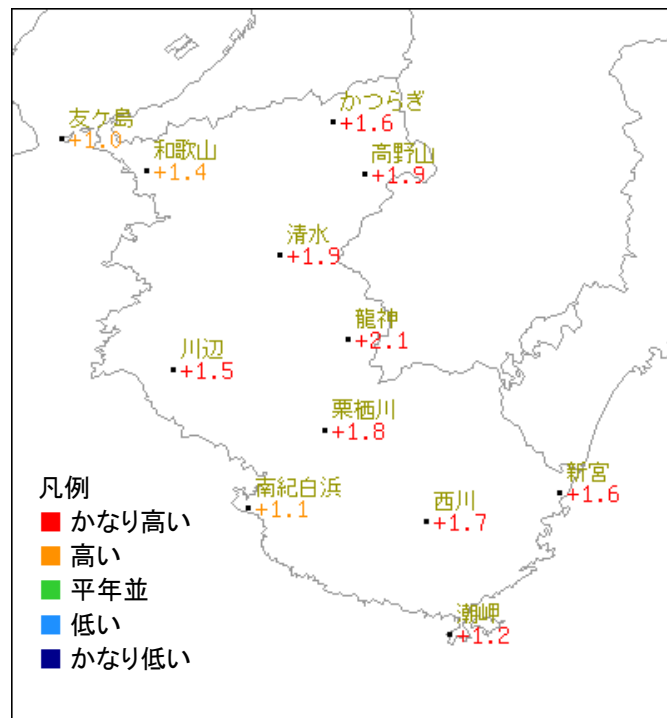 かつらぎ
+1.6
友ケ島
+1.0
和歌山
+1.4
高野山
+1.9
清水
+1.9
龍神
+2.1
川辺
+1.5
栗栖川
+1.8
新宮
+1.6
南紀白浜
+1.1
西川
+1.7
潮岬
+1.2
凡例
かなり高い
高い
平年並
低い
かなり低い